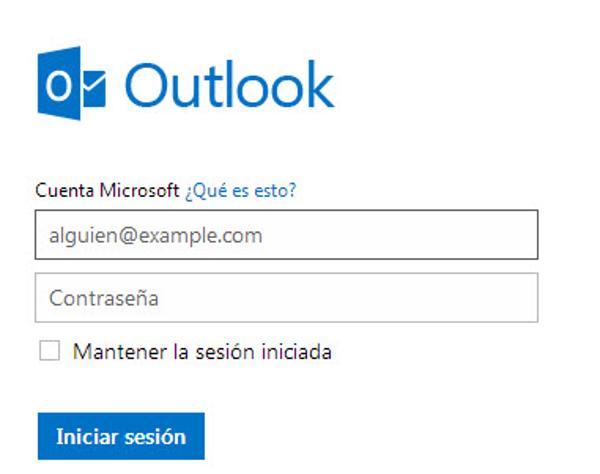 Outlook
Cuenta Microsoft ¿Qué es esto?
alguien@example.com
Contraseña
Mantener la sesión iniciada
Iniciar sesión